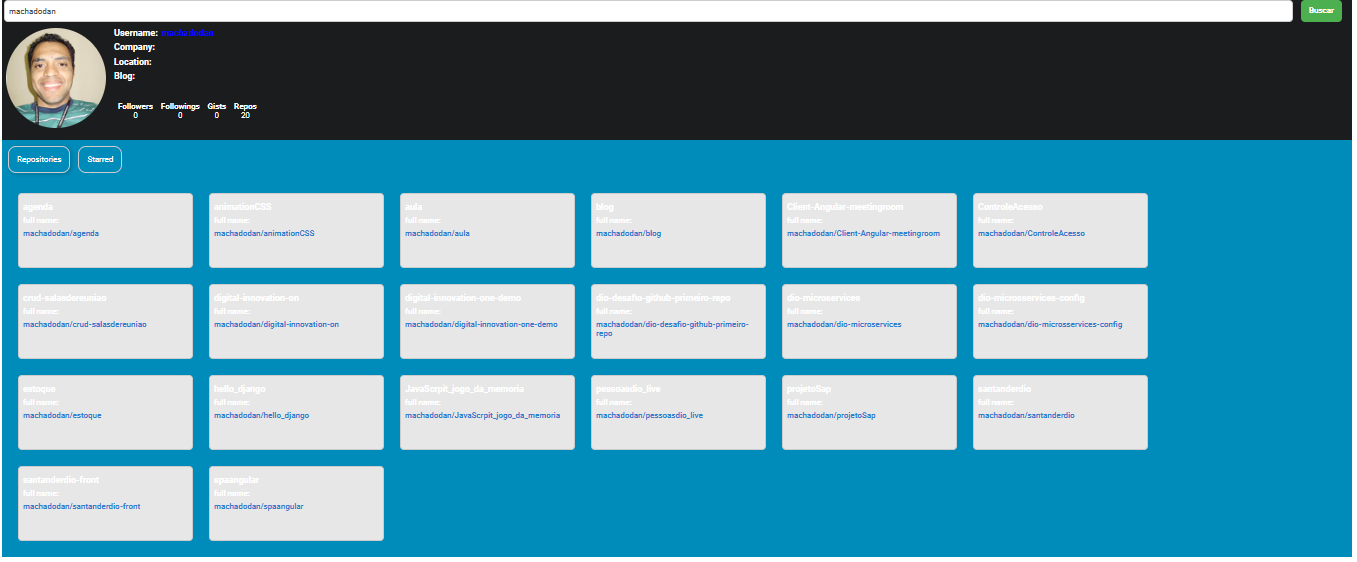 machadodan
Buscar
Username: machadodan
Company:
Location:
Blog:
Followers Followings Gists Repos
0 0 0 20
Repositories Starred
agenda
full name:
machadodan/agenda
animationCSS
full name:
machadodan/animationCSS
aula
full name:
machadodan/aula
blog
full name:
machadodan/blog
Client-Angular-meetingroom
full name:
machadodan/Client-Angular-meetingroom
ControleAcesso
full name:
machadodan/ControleAcesso
crud-salasdereuniao
full name:
machadodan/crud-salasdereuniao
digital-innovation-on
full name:
machadodan/digital-innovation-on
digital-innovation-one-demo
full name:
machadodan/digital-innovation-one-demo
dio-desafio-github-primeiro-repo
full name:
machadodan/dio-desafio-github-primeiro-
repo
dio-microservices
full name:
machadodan/dio-microservices
dio-microsservices-config
full name:
machadodan/dio-microsservices-config
estoque
full name:
machadodan/estoque
hello_django
full name:
machadodan/hello_django
JavaScrpit_jogo_da_memoria
full name:
machadodan/JavaScrpit_jogo_da_memoria
pessoasdio_live
full name:
machadodan/pessoasdio_live
projetoSap
full name:
machadodan/projetoSap
santanderdio
full name:
machadodan/santanderdio
santanderdio-front
full name:
machadodan/santanderdio-front
spaangular
full name:
machadodan/spaangular